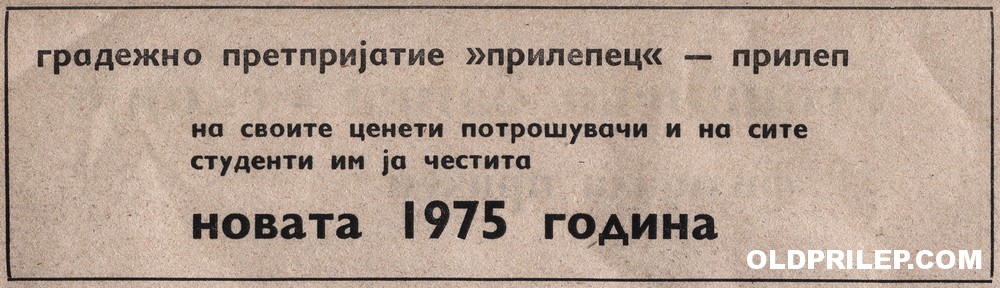 градежно претпријатие »прилепец« — прилеп
на своите ценети потрошувачи и на сите
студенти им ја честита
новата 1975 година
OLDPRILEP.COM